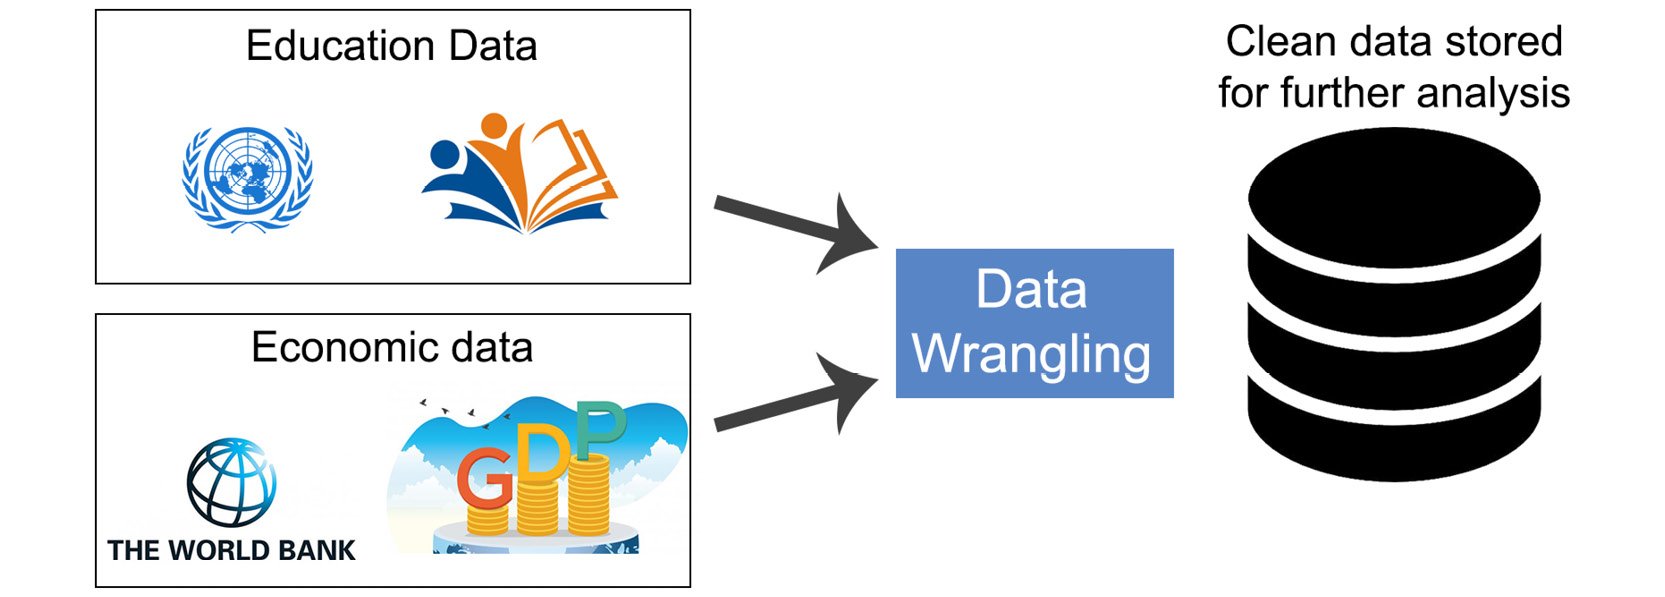 Education Data
Economic data
THE WORLD BANK
GDP
Data
Wrangling
Clean data stored
for further analysis